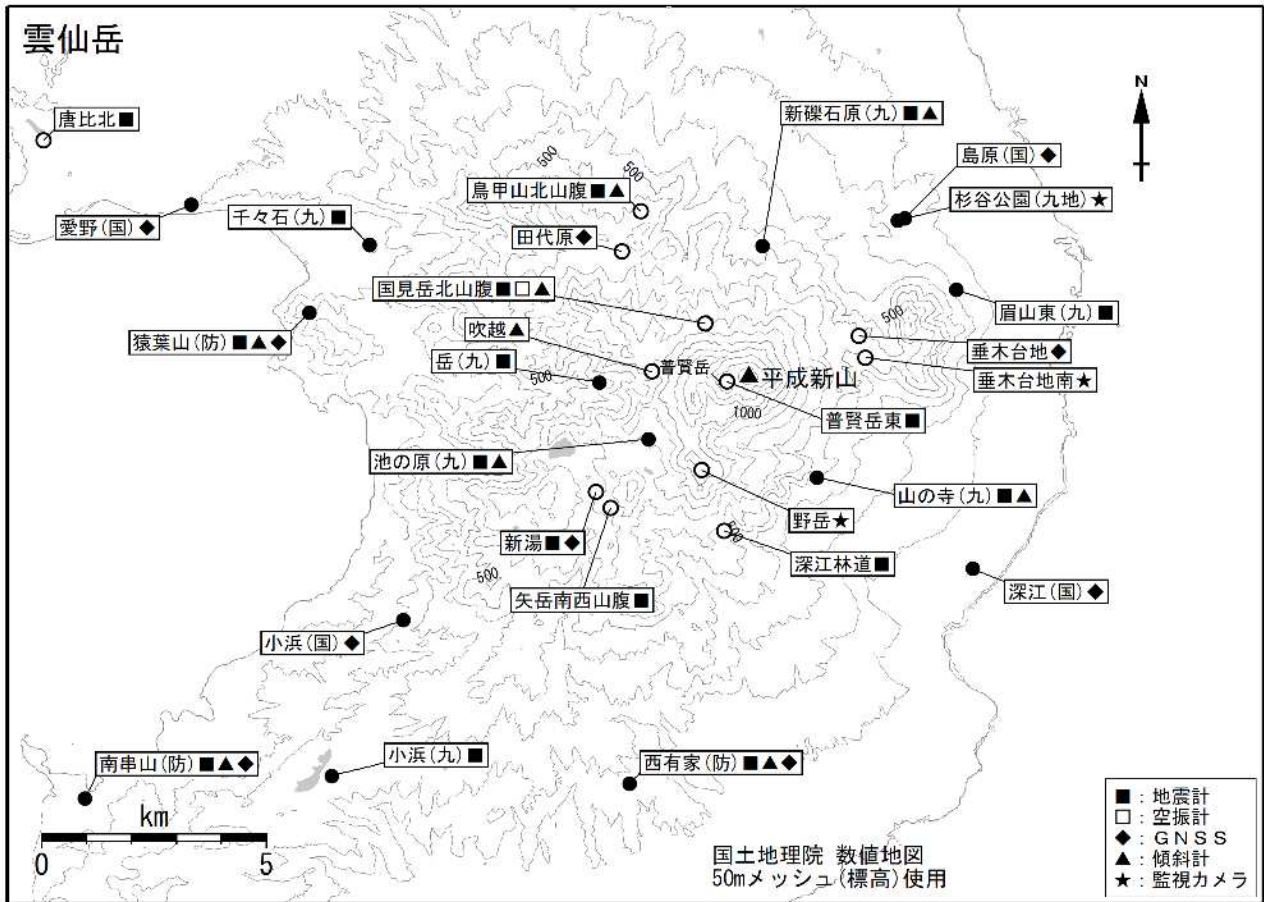 雲仙岳
N
唐比北■
新礫石原(九)■▲
島原(国)◆
500
500
鳥甲山北山腹■▲
杉谷公園(九地)★
愛野(国)◆
千々石(九)■
田代原◆
国見岳北山腹■□▲
眉山東(九)■
500
猿葉山(防)■▲◆
吹越▲
垂木台地◆
岳(九)■
普賢岳
500
平成新山
垂木台地南★
1000
普賢岳東■
池の原(九)■▲
山の寺(九)■▲
野岳★
新湯■◆
500
深江林道■
500
矢岳南西山腹■
深江(国)◆
小浜(国)◆
南串山(防)■▲◆
小浜(九)■
西有家(防)■▲◆
km
0 5
国土地理院 数値地図
50mメッシュ(標高)使用
■:地震計
□:空振計
◆:GNSS
▲:傾斜計
★:監視カメラ